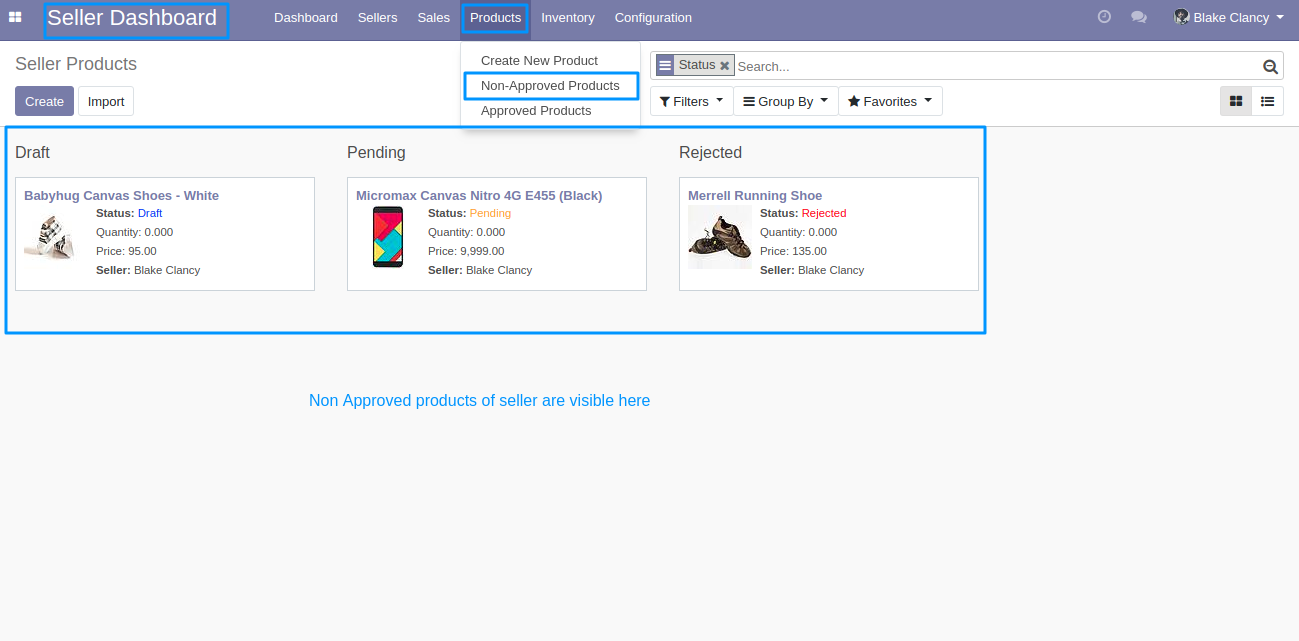 Seller Dashboard Dashboard Sellers Sales Products Inventory Configuration Blake Clancy
Seller Products
Create New Product
Non-Approved Products
Approved Products
Status Search...
Create Import
Filters Group By Favorites
Draft Pending Rejected
Babyhug Canvas Shoes - White
Status: Draft
Quantity: 0.000
Price: 95.00
Seller: Blake Clancy
Micromax Canvas Nitro 4G E455 (Black)
Status: Pending
Quantity: 0.000
Price: 9,999.00
Seller: Blake Clancy
Merrell Running Shoe
Status: Rejected
Quantity: 0.000
Price: 135.00
Seller: Blake Clancy
Non Approved products of seller are visible here